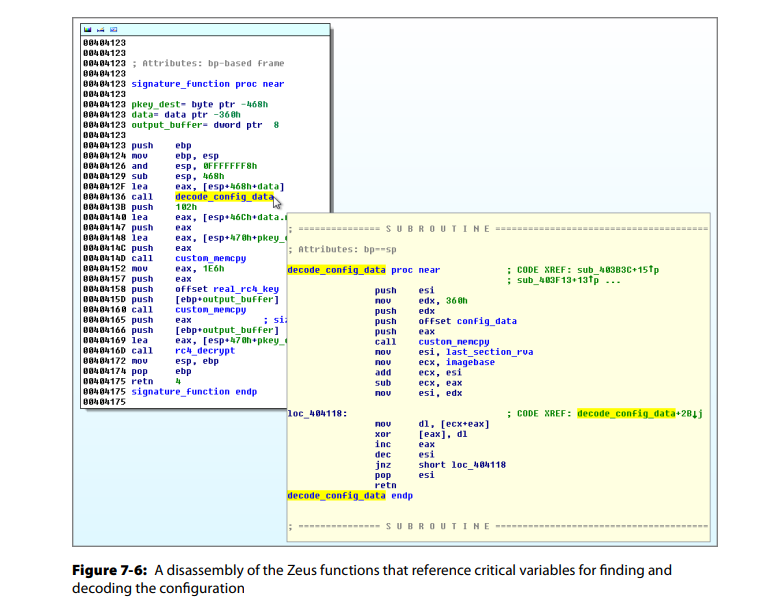 00404123
00404123
00404123 ; Attributes: bp-based frame
00404123
00404123 signature_function proc near
00404123
00404123 pkey_dest= byte ptr -468h
00404123 data= data ptr -360h
00404123 output_buffer= dword ptr  8
00404123
00404123 push    ebp
00404124 mov     ebp, esp
00404126 and     esp, 0FFFFFFF8h
00404129 sub     esp, 468h
0040412F lea     eax, [esp+468h+data]
00404136 call    decode_config_data
0040413B push    102h
00404140 lea     eax, [esp+46Ch+data.
00404147 push    eax
00404148 lea     eax, [esp+470h+pkey_
0040414C push    eax
0040414D call    custom_memcpy
00404152 mov     eax, 1E6h
00404157 push    eax
00404158 push    offset real_rc4_key
0040415D push    [ebp+output_buffer]
00404160 call    custom_memcpy
00404165 push    eax             ; si
00404166 push    [ebp+output_buffer]
00404169 lea     eax, [esp+470h+pkey_
0040416D call    rc4_decrypt
00404172 mov     esp, ebp
00404174 pop     ebp
00404175 retn    4
00404175 signature_function endp
00404175
; =============== S U B R O U T I N E =======================================
; Attributes: bp==sp
decode_config_data proc near            ; CODE XREF: sub_403B3C+15↑p
; sub_403F13+13↑p ...
push    esi
mov     edx, 360h
push    edx
push    offset config_data
push    eax
call    custom_memcpy
mov     esi, last_section_rva
mov     ecx, imagebase
add     ecx, esi
sub     ecx, eax
mov     esi, edx
loc_404118:                             ; CODE XREF: decode_config_data+2B↓j
mov     dl, [ecx+eax]
xor     [eax], dl
inc     eax
dec     esi
jnz     short loc_404118
pop     esi
retn
decode_config_data endp
; =============== S U B R O U T I N E =======================================
Figure 7-6: A disassembly of the Zeus functions that reference critical variables for finding and
decoding the configuration